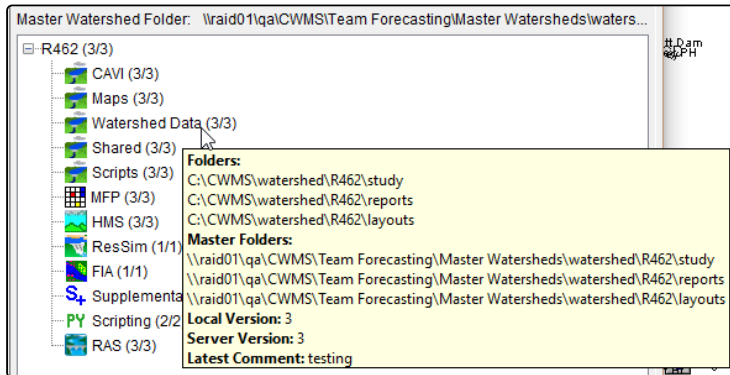 Master Watershed Folder: \\raid01\qa\CWMS\Team Forecasting\Master Watersheds\waters...
R462 (3/3)
CAVI (3/3)
Maps (3/3)
Watershed Data (3/3)
Shared (3/3)
Scripts (3/3)
MFP (3/3)
HMS (3/3)
ResSim (1/1)
FIA (1/1)
S+ Supplementa
PY Scripting (2/2
RAS (3/3)
Folders:
C:\CWMS\watershed\R462\study
C:\CWMS\watershed\R462\reports
C:\CWMS\watershed\R462\layouts
Master Folders:
\\raid01\qa\CWMS\Team Forecasting\Master Watersheds\watershed\R462\study
\\raid01\qa\CWMS\Team Forecasting\Master Watersheds\watershed\R462\reports
\\raid01\qa\CWMS\Team Forecasting\Master Watersheds\watershed\R462\layouts
Local Version: 3
Server Version: 3
Latest Comment: testing
Dam